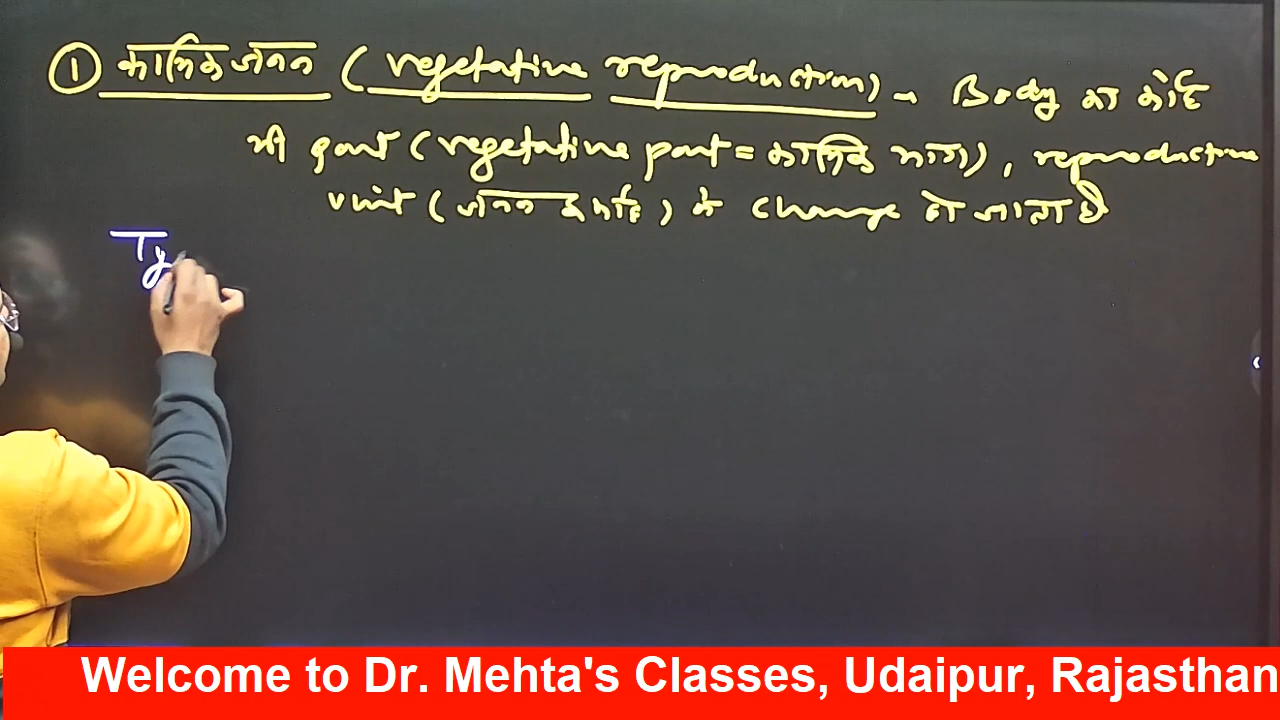 ① कायिक जनन (vegetative reproduction) → Body का कोई
भी part (vegetative part = कायिक भाग), reproductive
unit (जनन इकाई) में change हो जाता है
Ty
Welcome to Dr. Mehta's Classes, Udaipur, Rajasthan